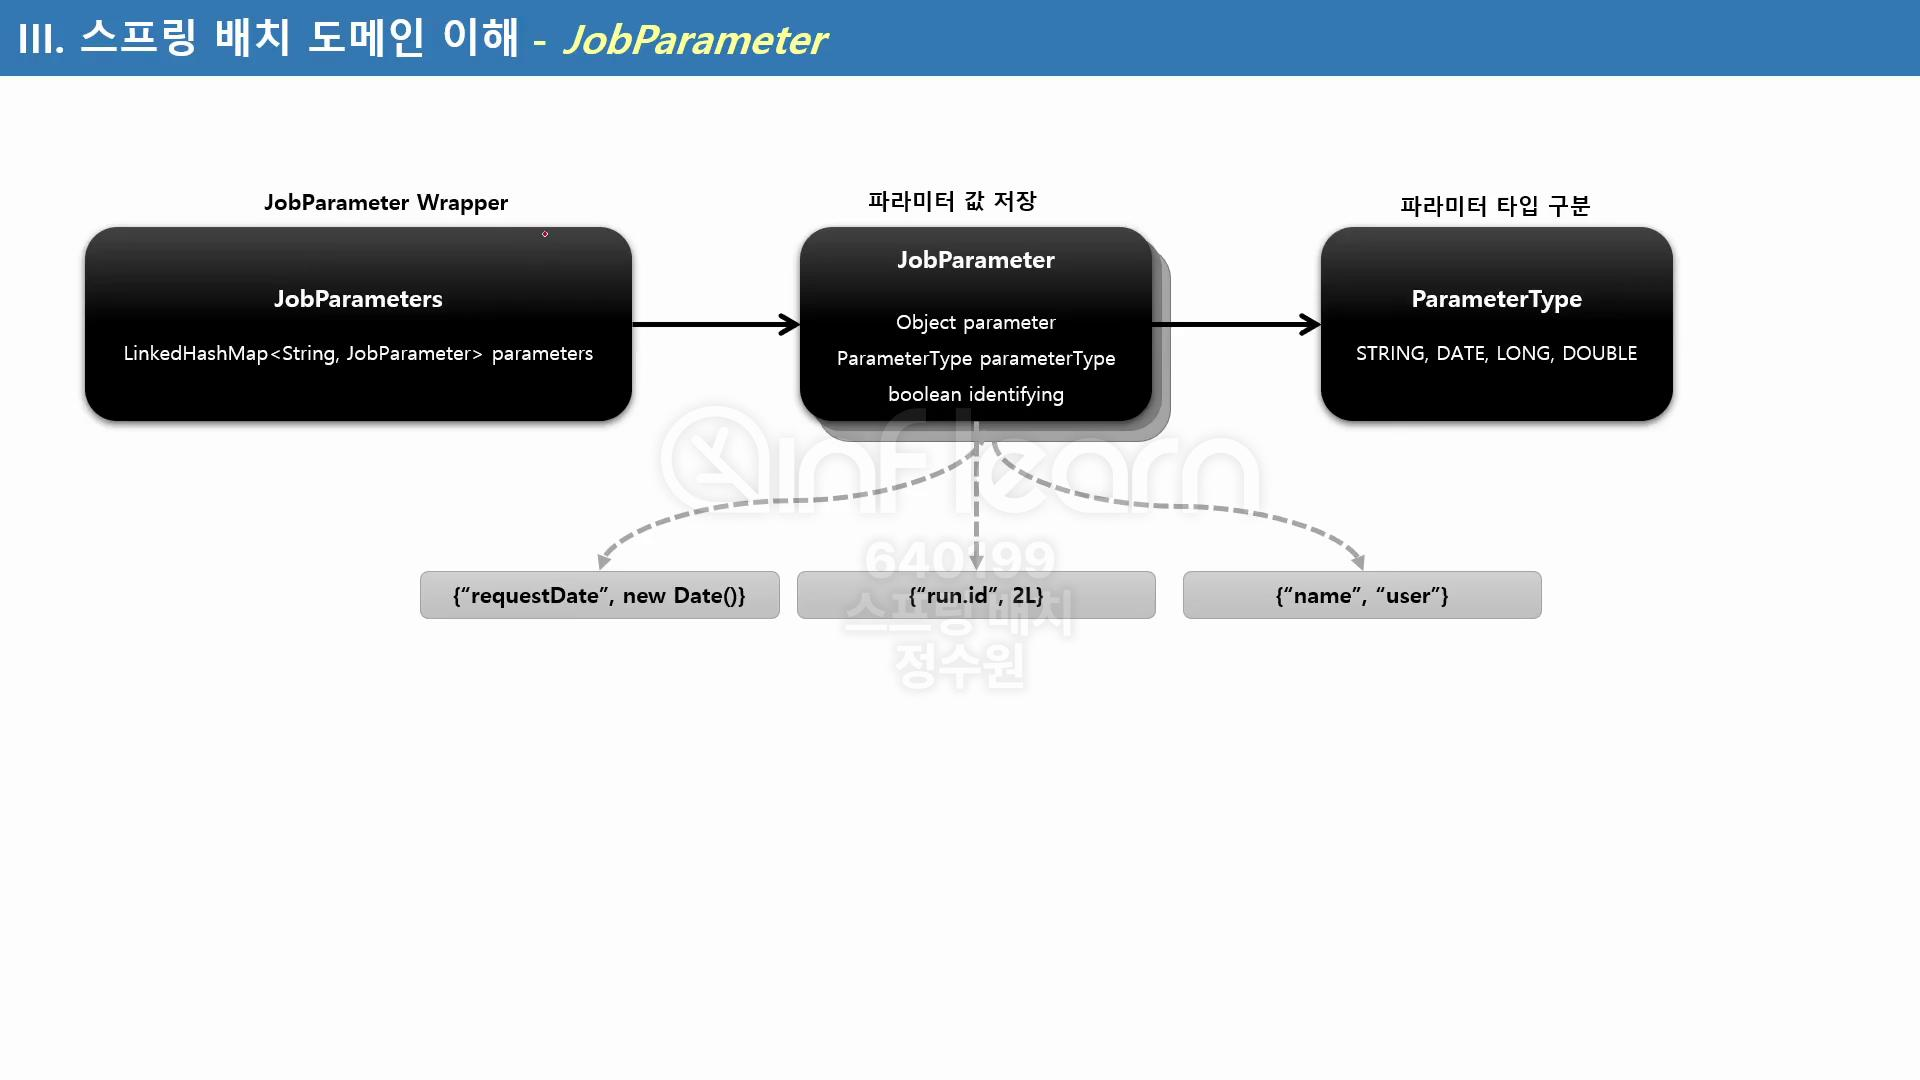 III. 스프링 배치 도메인 이해 - JobParameter
JobParameter Wrapper
JobParameters
LinkedHashMap<String, JobParameter> parameters
파라미터 값 저장
JobParameter
Object parameter
ParameterType parameterType
boolean identifying
파라미터 타입 구분
ParameterType
STRING, DATE, LONG, DOUBLE
inflearn
640199
스프링 배치
정수원
{“requestDate”, new Date()}
{“run.id”, 2L}
{“name”, “user”}